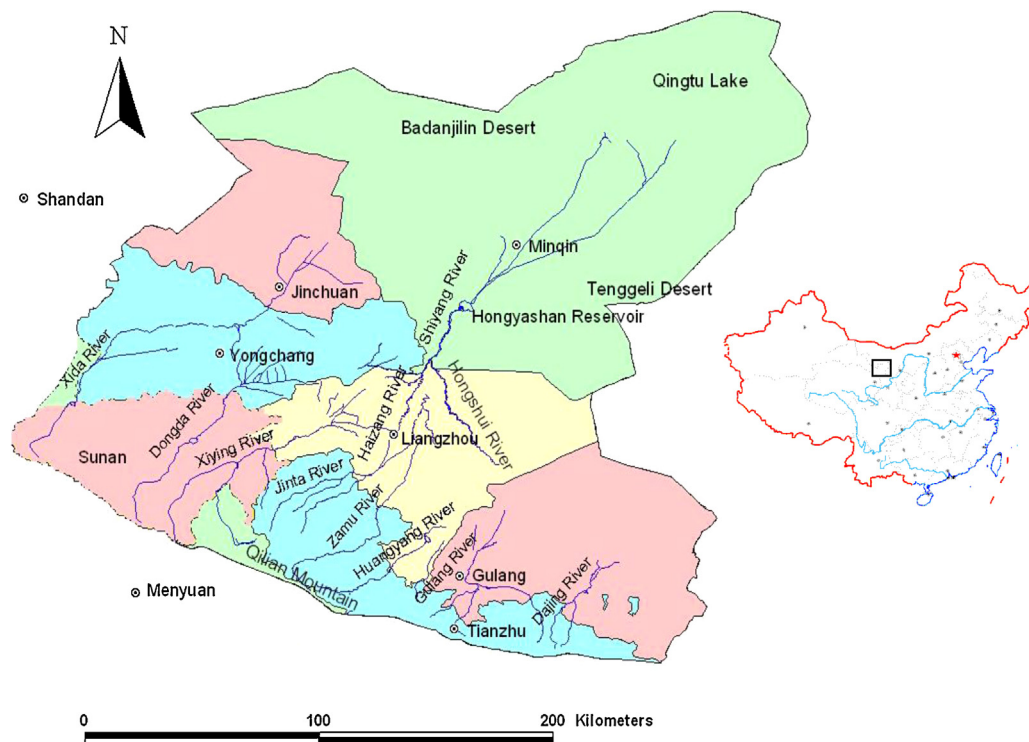 N
Qingtu Lake
Badanjilin Desert
Shandan
Minqin
Jinchuan
Tenggeli Desert
Shiyang River
Hongyashan Reservoir
Xida River
Yongchang
Dongda River
Haizang River
Hongshui River
Liangzhou
Xiying River
Sunan
Jinta River
Zamu River
Huangyang River
Gulang River
Qilian Mountain
Gulang
Dajing River
Menyuan
Tianzhu
0 100 200 Kilometers